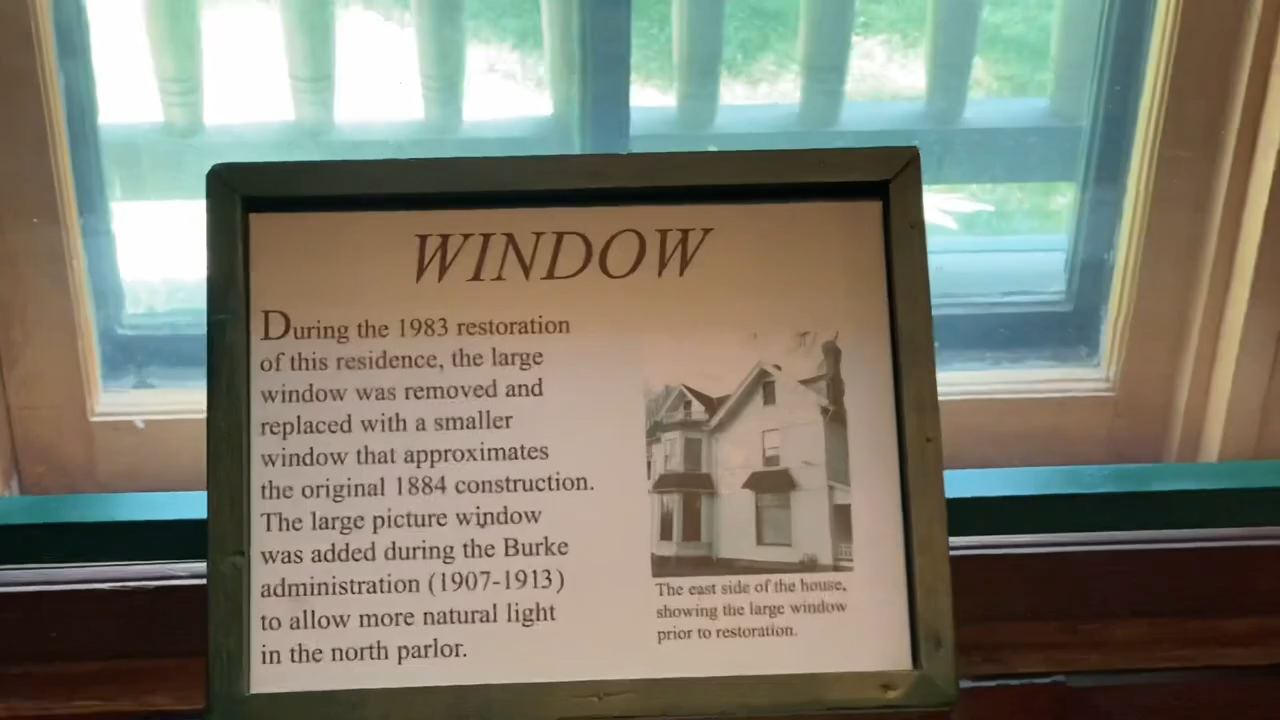 WINDOW
During the 1983 restoration
of this residence, the large
window was removed and
replaced with a smaller
window that approximates
the original 1884 construction.
The large picture window
was added during the Burke
administration (1907-1913)
to allow more natural light
in the north parlor.
The east side of the house,
showing the large window
prior to restoration.